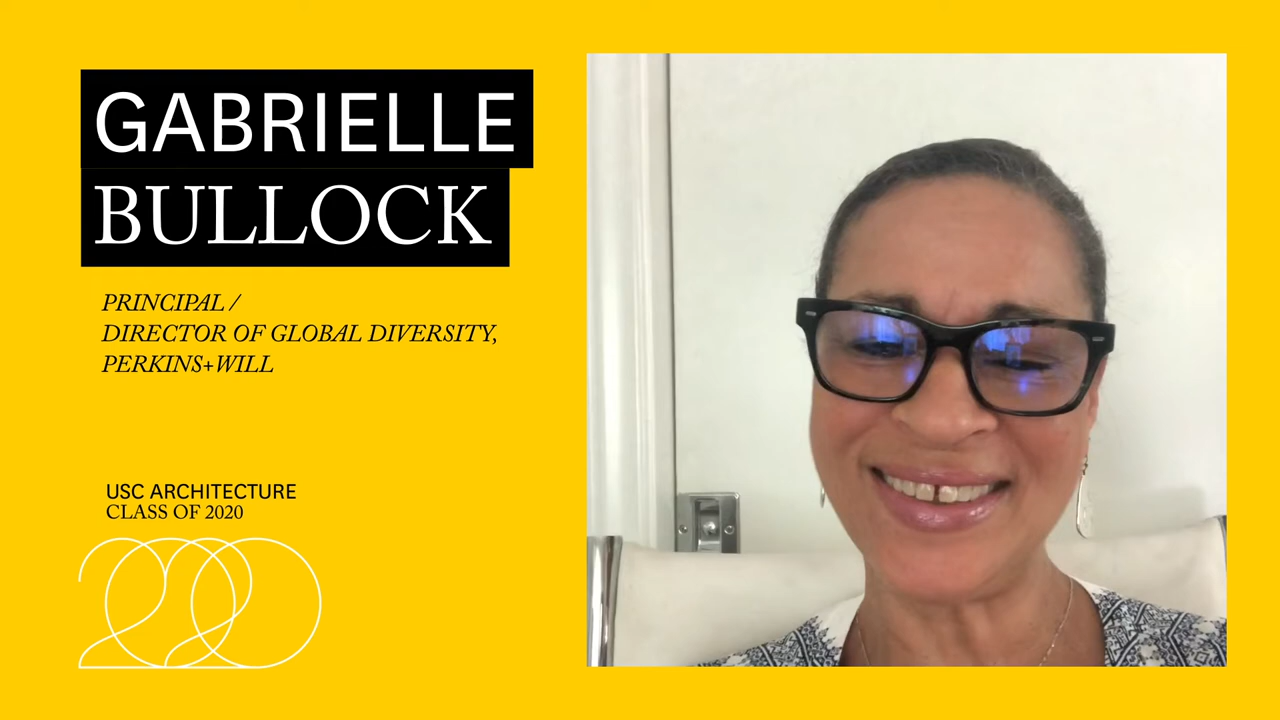 GABRIELLE
BULLOCK
PRINCIPAL /
DIRECTOR OF GLOBAL DIVERSITY,
PERKINS+WILL
USC ARCHITECTURE
CLASS OF 2020
2020